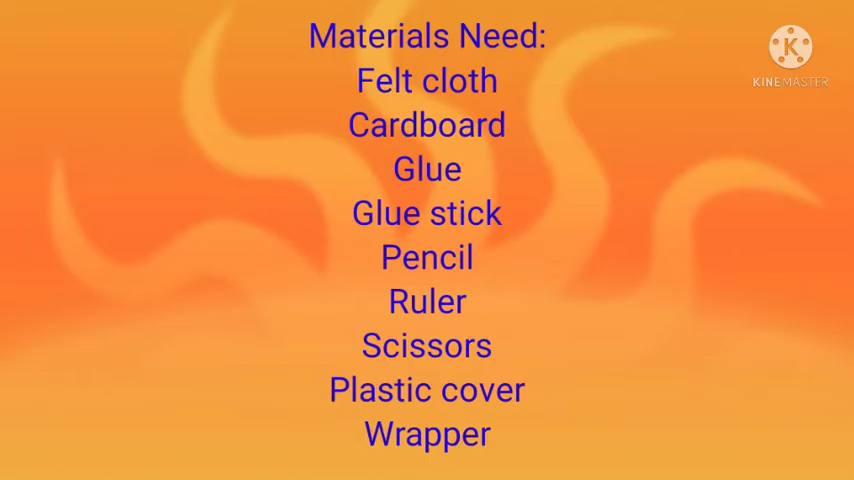 Materials Need:
Felt cloth
Cardboard
Glue
Glue stick
Pencil
Ruler
Scissors
Plastic cover
Wrapper
K
KINEMASTER